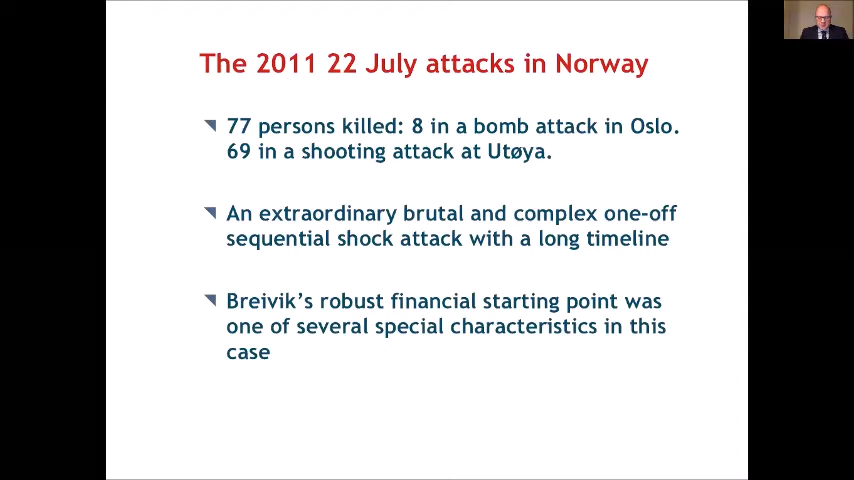 The 2011 22 July attacks in Norway
77 persons killed: 8 in a bomb attack in Oslo.
69 in a shooting attack at Utøya.
An extraordinary brutal and complex one-off
sequential shock attack with a long timeline
Breivik's robust financial starting point was
one of several special characteristics in this
case